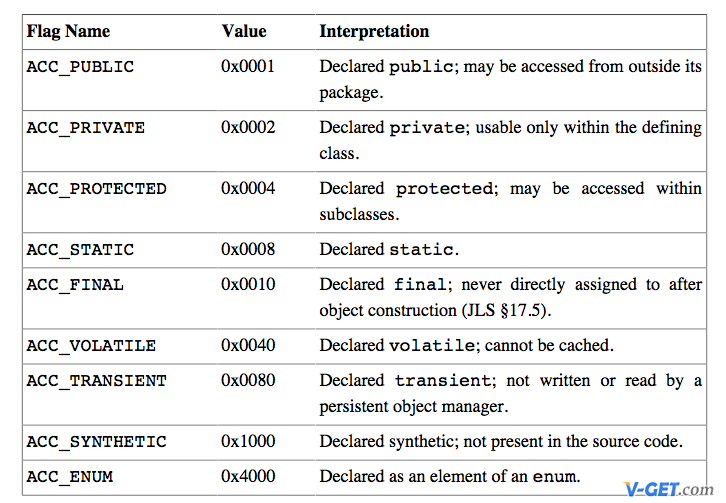 Flag Name Value Interpretation
ACC_PUBLIC 0x0001 Declared public; may be accessed from outside its
package.
ACC_PRIVATE 0x0002 Declared private; usable only within the defining
class.
ACC_PROTECTED 0x0004 Declared protected; may be accessed within
subclasses.
ACC_STATIC 0x0008 Declared static.
ACC_FINAL 0x0010 Declared final; never directly assigned to after
object construction (JLS §17.5).
ACC_VOLATILE 0x0040 Declared volatile; cannot be cached.
ACC_TRANSIENT 0x0080 Declared transient; not written or read by a
persistent object manager.
ACC_SYNTHETIC 0x1000 Declared synthetic; not present in the source code.
ACC_ENUM 0x4000 Declared as an element of an enum.
V-GET.com